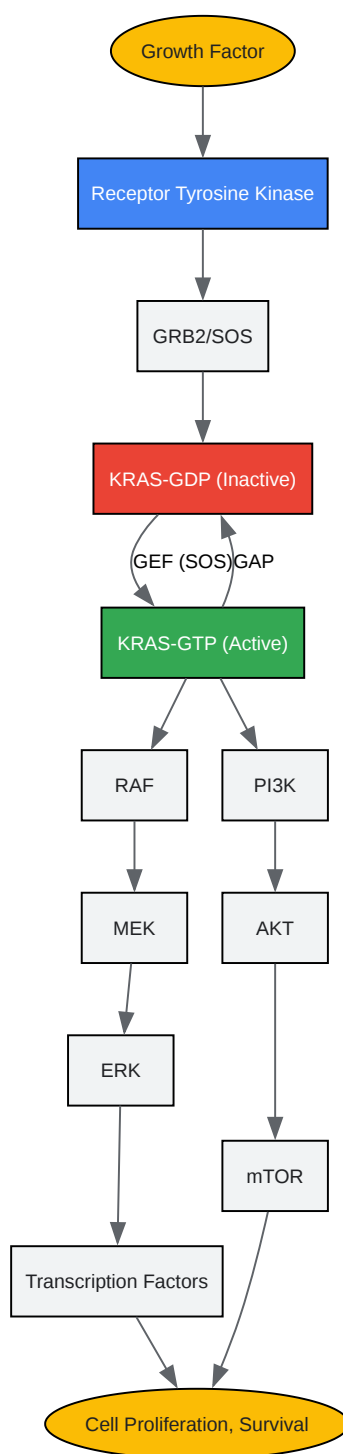 Growth Factor
Receptor Tyrosine Kinase
GRB2/SOS
KRAS-GDP (Inactive)
GEF (SOS)
GAP
KRAS-GTP (Active)
RAF
PI3K
MEK
AKT
ERK
mTOR
Transcription Factors
Cell Proliferation, Survival